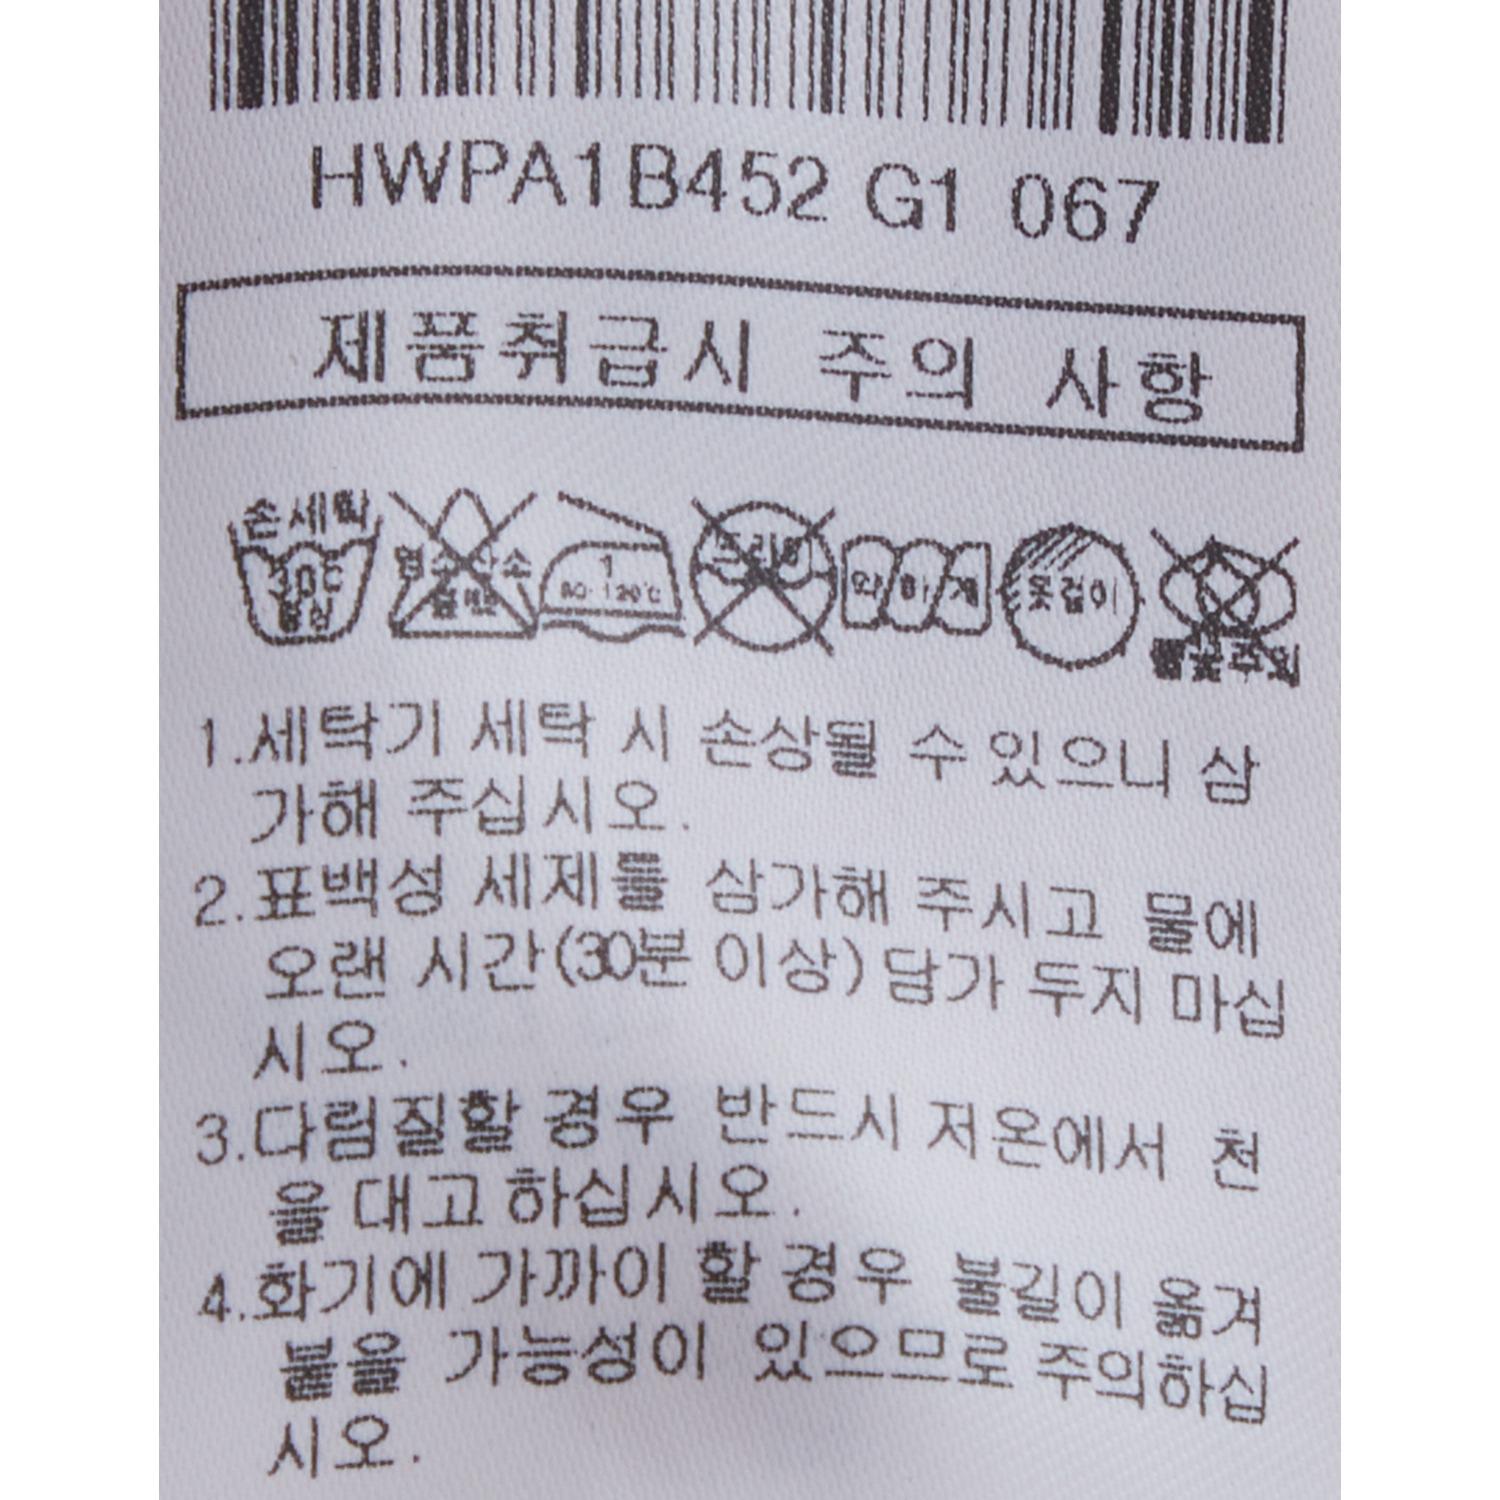 HWPA1B452 G1 067
제품취급시 주의 사항
손세탁
30℃
중성
염소산소
표백
1
80-120℃
드라이
약하게
옷걸이
불꽃주의
1.세탁기 세탁 시 손상될 수 있으니 삼
가해 주십시오.
2.표백성 세제를 삼가해 주시고 물에
오랜 시간(30분 이상)담가 두지 마십
시오.
3.다림질할 경우 반드시 저온에서 천
을 대고 하십시오.
4.화기에 가까이 할 경우 불길이 옮겨
붙을 가능성이 있으므로 주의하십
시오.